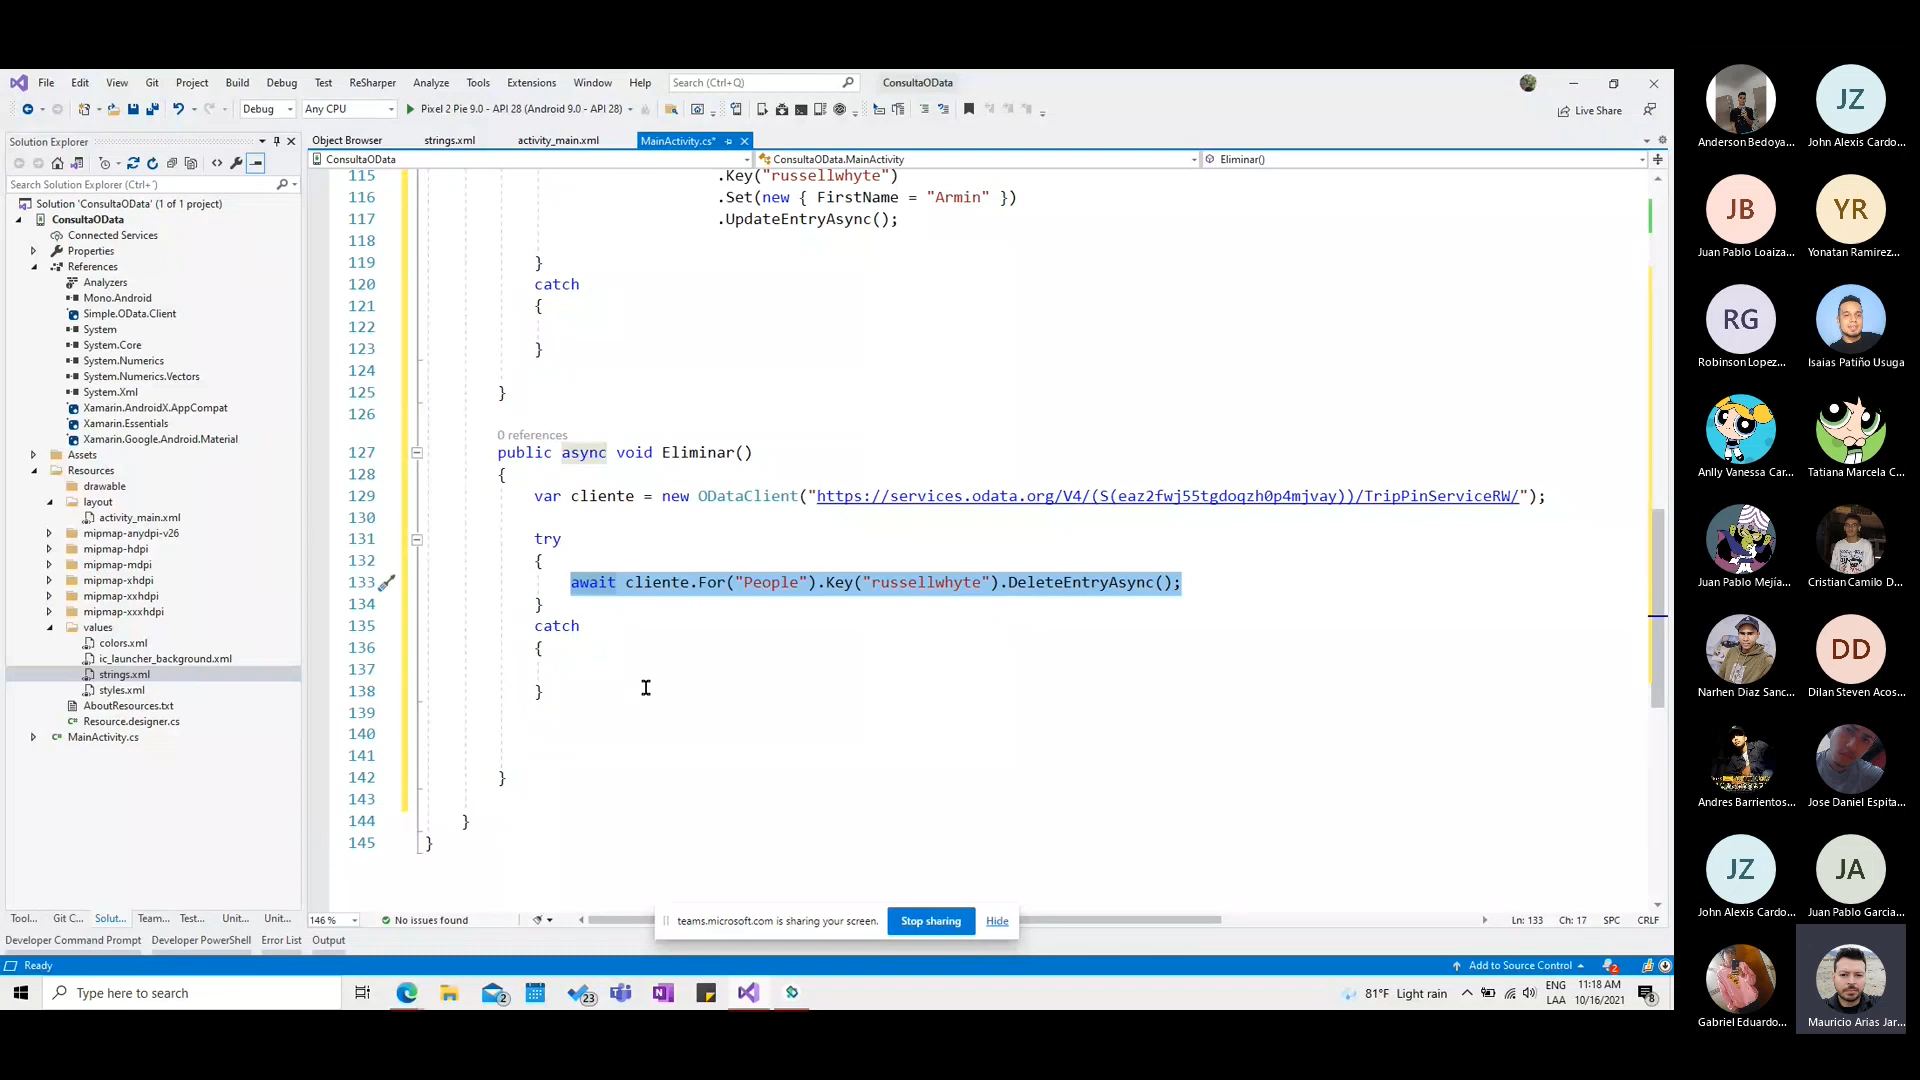 File Edit View Git Project Build Debug Test ReSharper Analyze Tools Extensions Window Help Search (Ctrl+Q) ConsultaOData
Debug Any CPU Pixel 2 Pie 9.0 - API 28 (Android 9.0 - API 28) Live Share
Solution Explorer
Search Solution Explorer (Ctrl+´)
Solution 'ConsultaOData' (1 of 1 project)
ConsultaOData
Connected Services
Properties
References
Analyzers
Mono.Android
Simple.OData.Client
System
System.Core
System.Numerics
System.Numerics.Vectors
System.Xml
Xamarin.AndroidX.AppCompat
Xamarin.Essentials
Xamarin.Google.Android.Material
Assets
Resources
drawable
layout
activity_main.xml
mipmap-anydpi-v26
mipmap-hdpi
mipmap-mdpi
mipmap-xhdpi
mipmap-xxhdpi
mipmap-xxxhdpi
values
colors.xml
ic_launcher_background.xml
strings.xml
styles.xml
AboutResources.txt
Resource.designer.cs
MainActivity.cs
Tool... Git C... Solut... Team... Test... Unit... Unit...
Object Browser strings.xml activity_main.xml MainActivity.cs*
ConsultaOData ConsultaOData.MainActivity Eliminar()
115 .Key("russellwhyte")
116 .Set(new { FirstName = "Armin" })
117 .UpdateEntryAsync();
118
119 }
120 catch
121 {
122
123 }
124
125 }
126
0 references
127 public async void Eliminar()
128 {
129 var cliente = new ODataClient("https://services.odata.org/V4/(S(eaz2fwj55tgdoqzh0p4mjvay))/TripPinServiceRW/");
130
131 try
132 {
133 await cliente.For("People").Key("russellwhyte").DeleteEntryAsync();
134 }
135 catch
136 {
137
138 }
139
140
141
142 }
143
144 }
145 }
146 % No issues found Ln: 133 Ch: 17 SPC CRLF
teams.microsoft.com is sharing your screen. Stop sharing Hide
Developer Command Prompt Developer PowerShell Error List Output
Ready Add to Source Control 2
Type here to search 2 23 81°F Light rain ENG LAA 11:18 AM 10/16/2021 8
JZ
Anderson Bedoya... John Alexis Cardo...
JB YR
Juan Pablo Loaiza... Yonatan Ramirez...
RG
Robinson Lopez... Isaias Patiño Usuga
Anlly Vanessa Car... Tatiana Marcela C...
Juan Pablo Mejía... Cristian Camilo D...
DD
Narhen Diaz Sanc... Dilan Steven Acos...
Andres Barrientos... Jose Daniel Espita...
JZ JA
John Alexis Cardo... Juan Pablo Garcia...
Gabriel Eduardo... Mauricio Arias Jar...